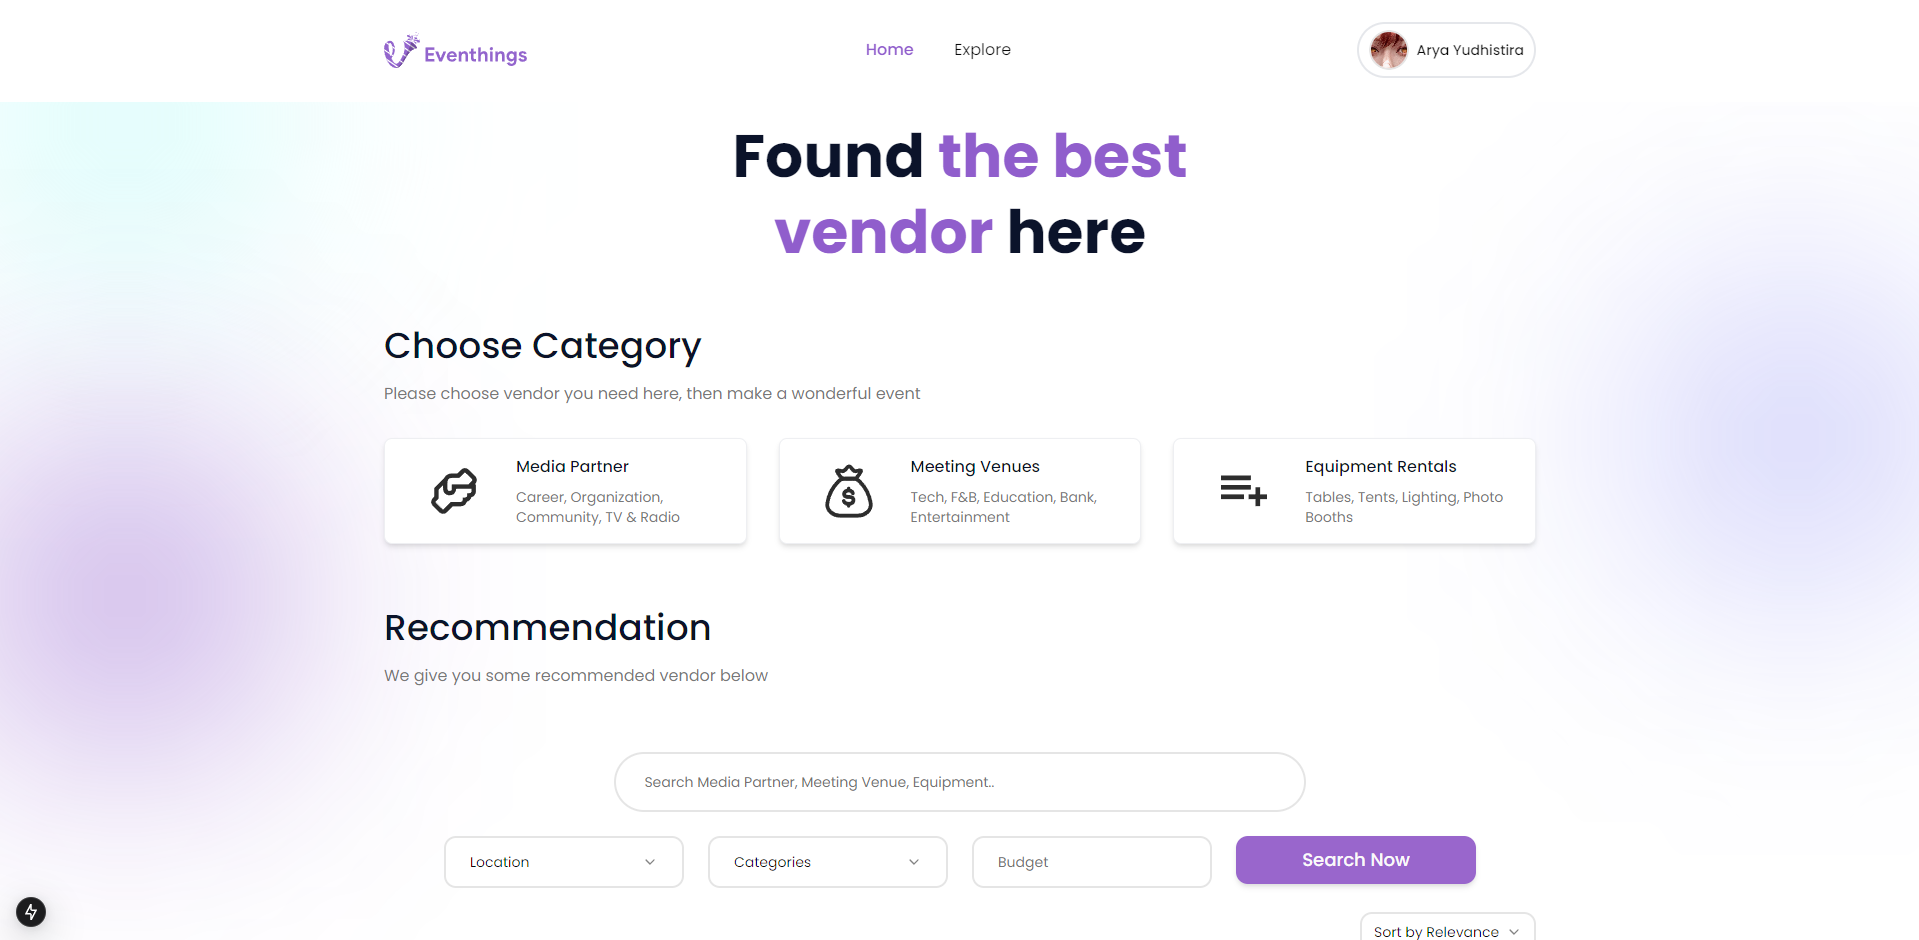 Eventhings
Home
Explore
Arya Yudhistira
Found the best
vendor here
Choose Category
Please choose vendor you need here, then make a wonderful event
Media Partner
Career, Organization,
Community, TV & Radio
Meeting Venues
Tech, F&B, Education, Bank,
Entertainment
Equipment Rentals
Tables, Tents, Lighting, Photo
Booths
Recommendation
We give you some recommended vendor below
Search Media Partner, Meeting Venue, Equipment..
Location
Categories
Budget
Search Now
Sort by Relevance